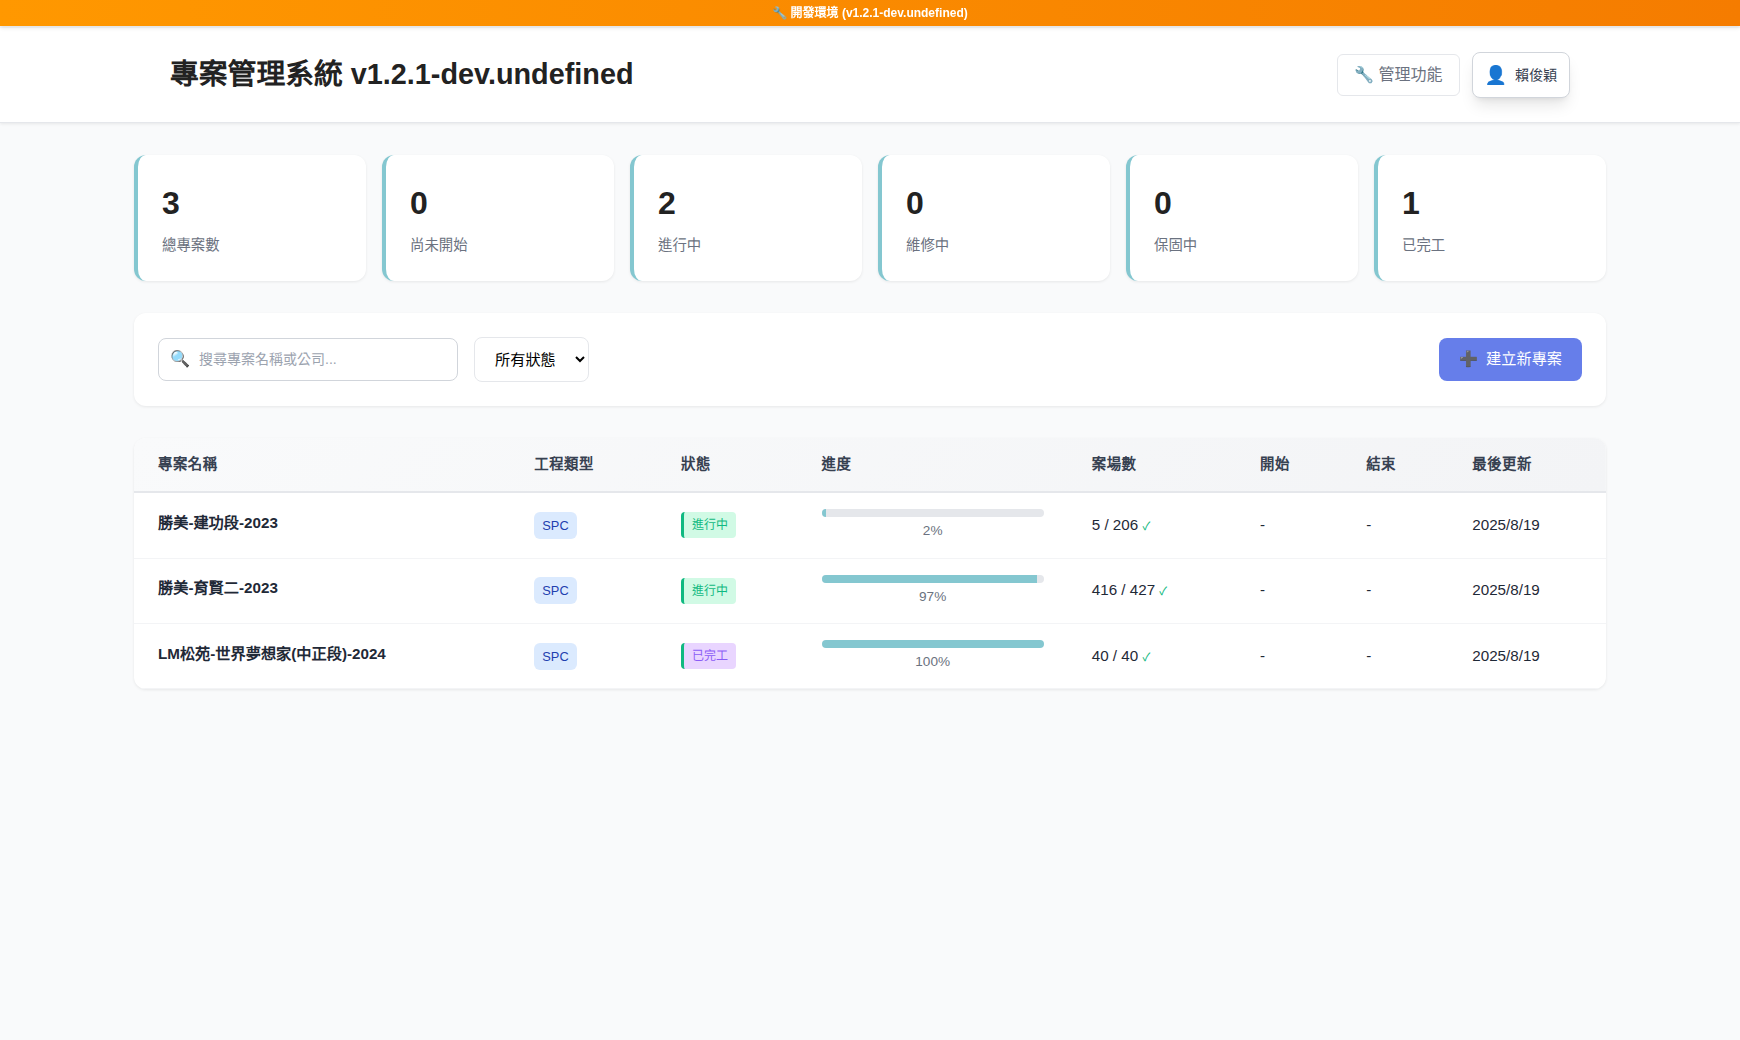 🔧 開發環境 (v1.2.1-dev.undefined)
專案管理系統 v1.2.1-dev.undefined
🔧 管理功能
👤 賴俊穎
3
總專案數
0
尚未開始
2
進行中
0
維修中
0
保固中
1
已完工
🔍 搜尋專案名稱或公司...
所有狀態
➕ 建立新專案
專案名稱 工程類型 狀態 進度 案場數 開始 結束 最後更新
勝美-建功段-2023 SPC 進行中 2% 5 / 206 ✓ - - 2025/8/19
勝美-育賢二-2023 SPC 進行中 97% 416 / 427 ✓ - - 2025/8/19
LM松苑-世界夢想家(中正段)-2024 SPC 已完工 100% 40 / 40 ✓ - - 2025/8/19